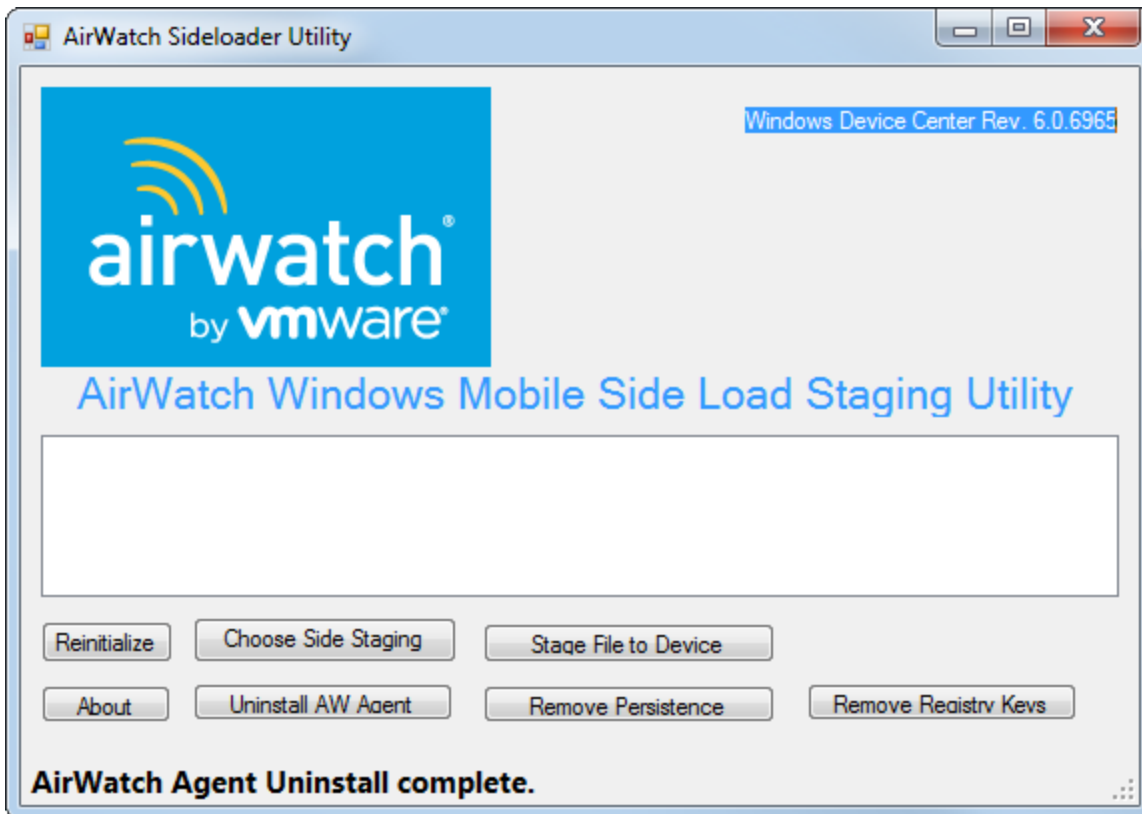 AirWatch Sideloader Utility
Windows Device Center Rev. 6.0.6965
airwatch®
by vmware®
AirWatch Windows Mobile Side Load Staging Utility
Reinitialize
Choose Side Staging
Stage File to Device
About
Uninstall AW Agent
Remove Persistence
Remove Registry Keys
AirWatch Agent Uninstall complete.